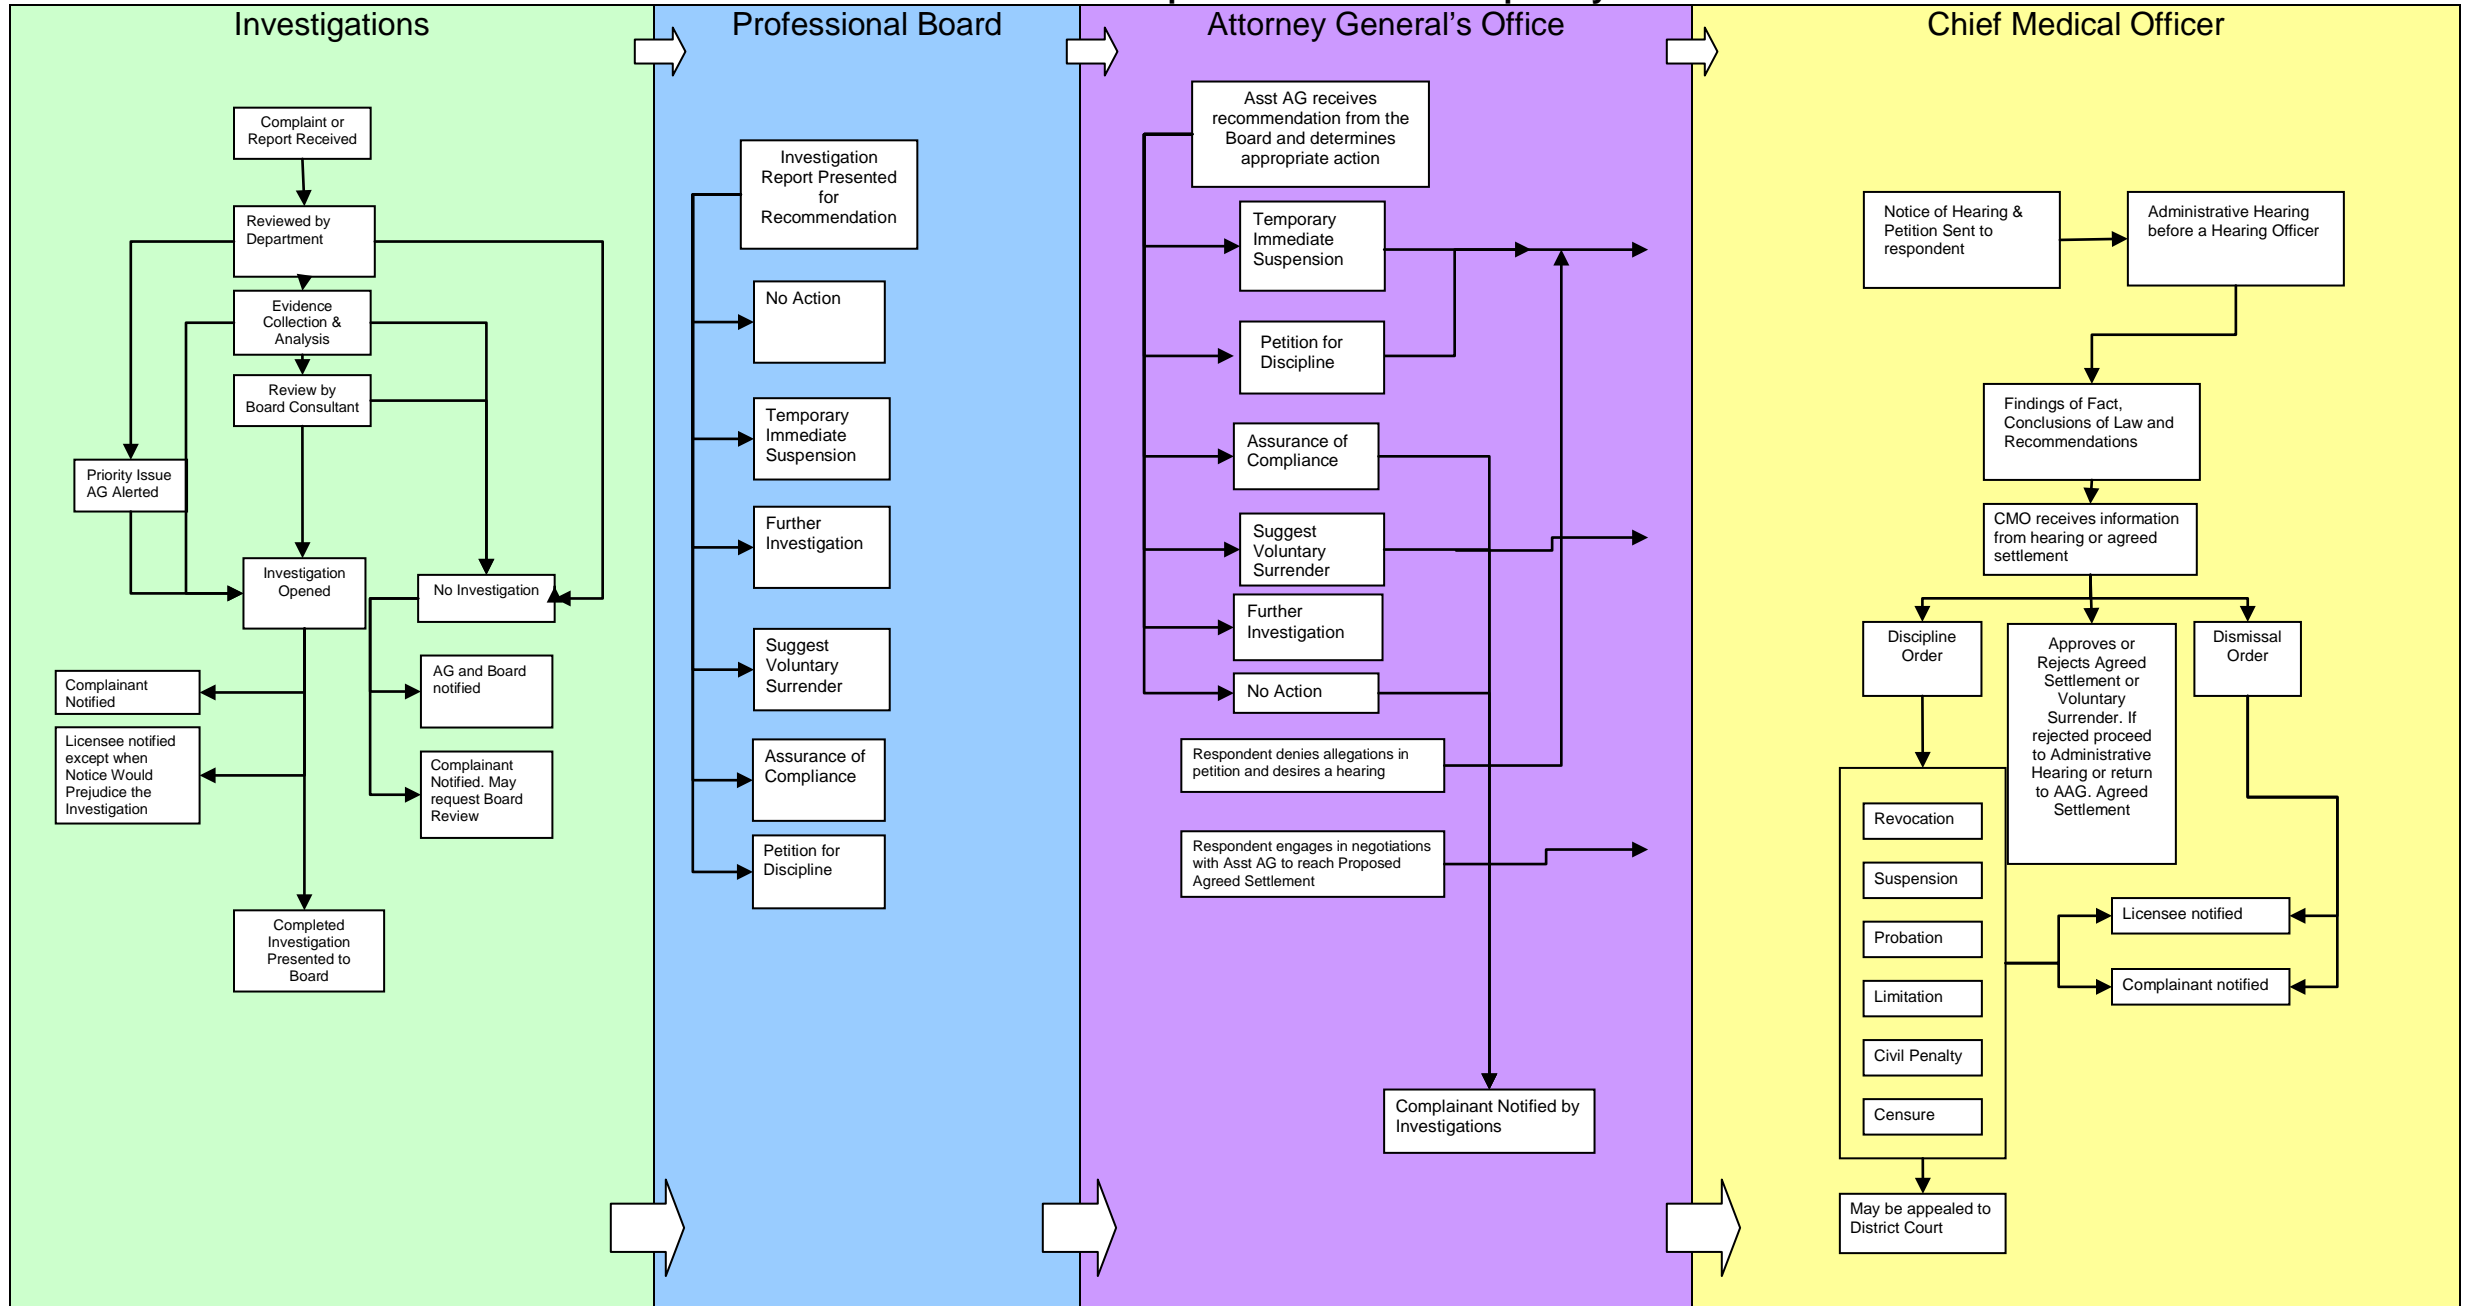 Investigations
Professional Board
Attorney General's Office
Chief Medical Officer
Complaint or
Report Received
Reviewed by
Department
Evidence
Collection &
Analysis
Review by
Board Consultant
Priority Issue
AG Alerted
Investigation
Opened
No Investigation
Complainant
Notified
AG and Board
notified
Licensee notified
except when
Notice Would
Prejudice the
Investigation
Complainant
Notified. May
request Board
Review
Completed
Investigation
Presented to
Board
Investigation
Report Presented
for
Recommendation
No Action
Temporary
Immediate
Suspension
Further
Investigation
Suggest
Voluntary
Surrender
Assurance of
Compliance
Petition for
Discipline
Asst AG receives
recommendation from the
Board and determines
appropriate action
Temporary
Immediate
Suspension
Petition for
Discipline
Assurance of
Compliance
Suggest
Voluntary
Surrender
Further
Investigation
No Action
Respondent denies allegations in
petition and desires a hearing
Respondent engages in negotiations
with Asst AG to reach Proposed
Agreed Settlement
Complainant Notified by
Investigations
Notice of Hearing &
Petition Sent to
respondent
Administrative Hearing
before a Hearing Officer
Findings of Fact,
Conclusions of Law and
Recommendations
CMO receives information
from hearing or agreed
settlement
Discipline
Order
Approves or
Rejects Agreed
Settlement or
Voluntary
Surrender. If
rejected proceed
to Administrative
Hearing or return
to AAG. Agreed
Settlement
Dismissal
Order
Revocation
Suspension
Probation
Limitation
Civil Penalty
Censure
Licensee notified
Complainant notified
May be appealed to
District Court